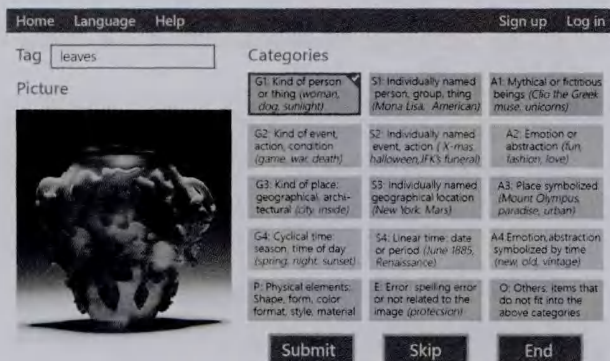 Home Language Help Sign up Log in
Tag leaves
Categories
Picture
G1: Kind of person
or thing (woman,
dog, sunlight)
S1: Individually named
person, group, thing
(Mona Lisa, American)
A1: Mythical or fictitious
beings (Clio the Greek
muse, unicorns)
G2: Kind of event,
action, condition
(game, war, death)
S2: Individually named
event, action ( X-mas,
halloween,JFK's funeral)
A2: Emotion or
abstraction (fun,
fashion, love)
G3: Kind of place:
geographical, archi-
tectural (city, inside)
S3: Individually named
geographical location
(New York, Mars)
A3: Place symbolized
(Mount Olympus,
paradise, urban)
G4: Cyclical time:
season, time of day
(spring, night, sunset)
S4: Linear time: date
or period (June 1885,
Renaissance)
A4 Emotion,abstraction
symbolized by time
(new, old, vintage)
P: Physical elements:
Shape, form, color
format, style, material
E: Error: spelling error
or not related to the
image (protecsion)
O: Others: items that
do not fit into the
above categories
Submit Skip End